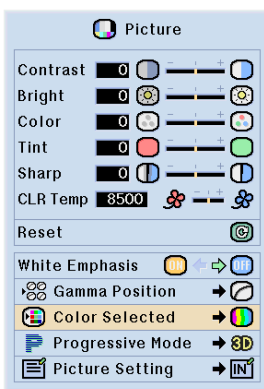 Picture
Contrast 0
Bright 0
Color 0
Tint 0
Sharp 0
CLR Temp 8500
Reset
White Emphasis ON OFF
Gamma Position
Color Selected
Progressive Mode 3D
Picture Setting IN